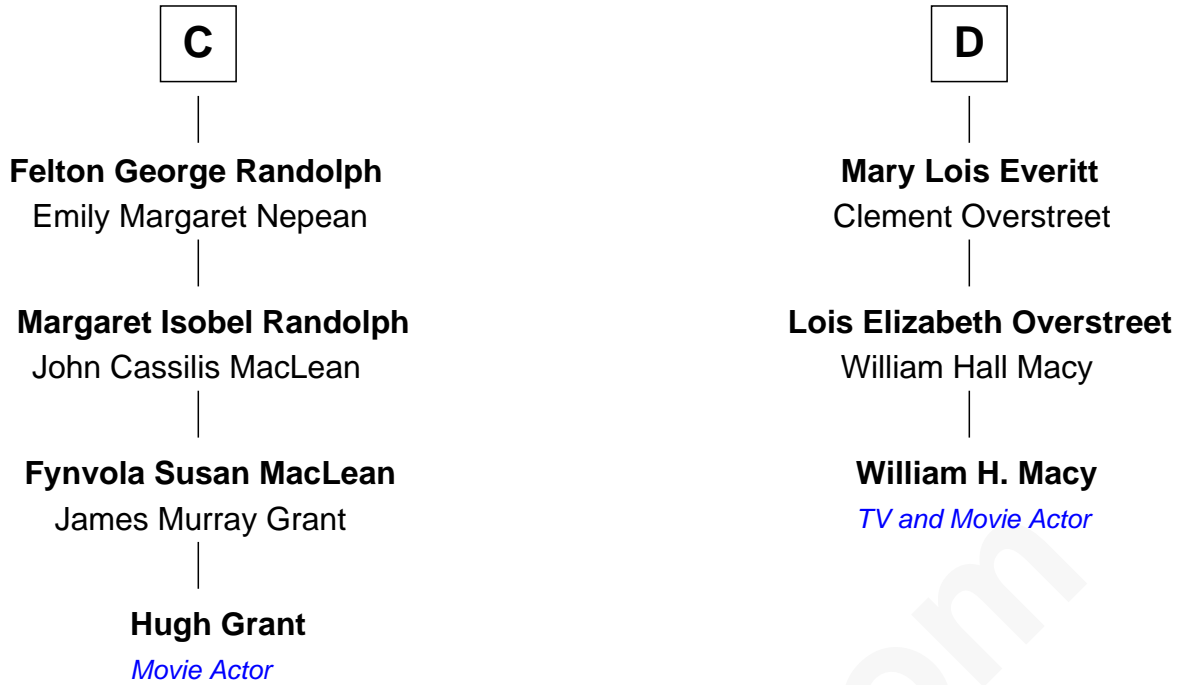 C
Felton George Randolph
Emily Margaret Nepean
Margaret Isobel Randolph
John Cassilis MacLean
Fynvola Susan MacLean
James Murray Grant
Hugh Grant
Movie Actor
D
Mary Lois Everitt
Clement Overstreet
Lois Elizabeth Overstreet
William Hall Macy
William H. Macy
TV and Movie Actor
om